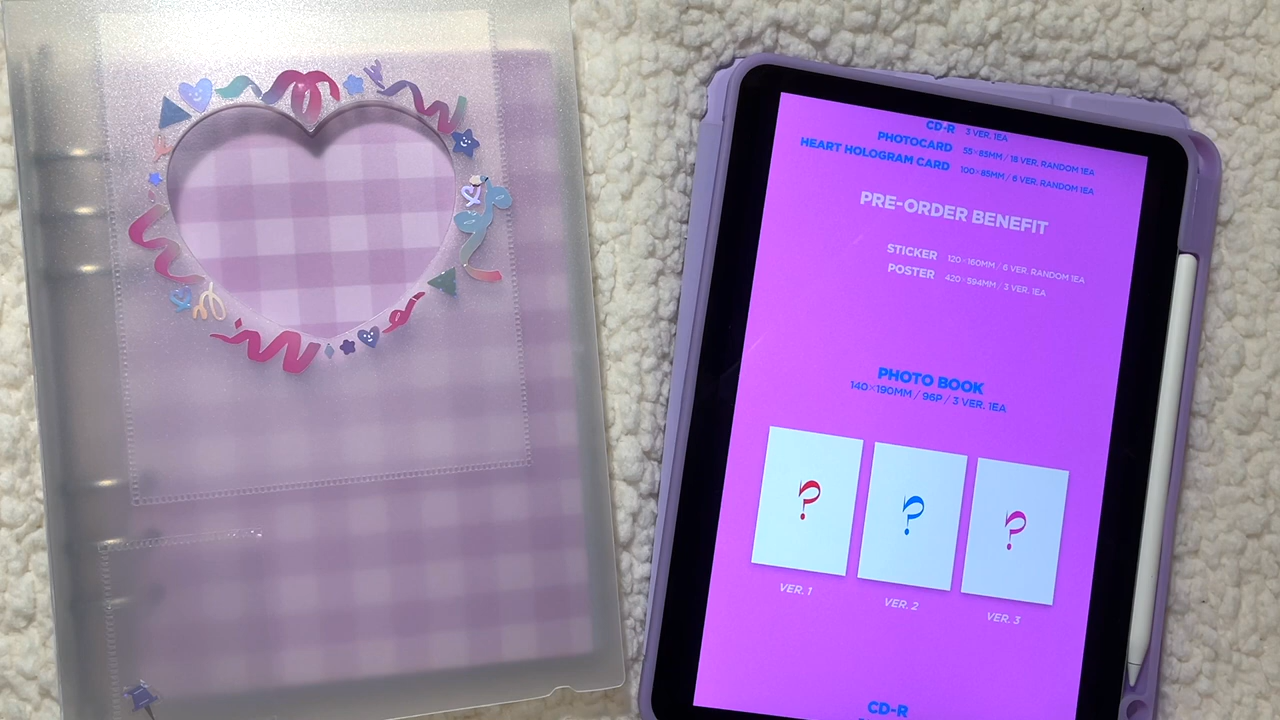 CD-R 3 VER. 1EA
PHOTOCARD 55×85MM / 18 VER. RANDOM 1EA
HEART HOLOGRAM CARD 100×85MM / 6 VER. RANDOM 1EA
PRE-ORDER BENEFIT
STICKER 120×160MM / 6 VER. RANDOM 1EA
POSTER 420×594MM / 3 VER. 1EA
PHOTO BOOK
140×190MM / 96P / 3 VER. 1EA
? ? ?
VER. 1 VER. 2 VER. 3
CD-R